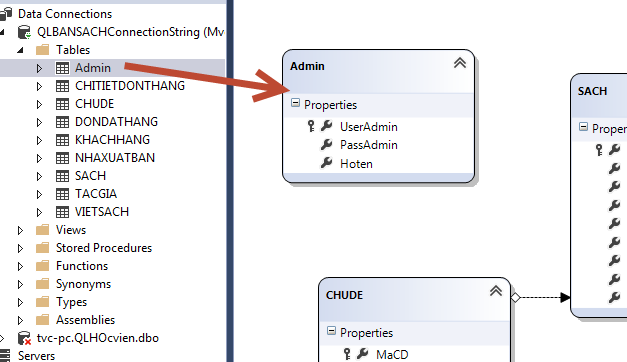 Data Connections
QLBANSACHConnectionString (Mv
Tables
Admin
CHITIETDONTHANG
CHUDE
DONDATHANG
KHACHHANG
NHAXUATBAN
SACH
TACGIA
VIETSACH
Views
Stored Procedures
Functions
Synonyms
Types
Assemblies
tvc-pc.QLHOcvien.dbo
Servers
Admin
Properties
UserAdmin
PassAdmin
Hoten
CHUDE
Properties
MaCD
SACH
Proper